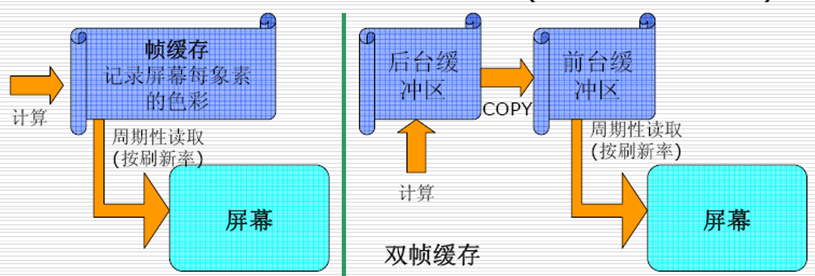 帧缓存
记录屏幕每象素
的色彩
计算
周期性读取
(按刷新率)
屏幕
后台缓
冲区
COPY
前台缓
冲区
计算
周期性读取
(按刷新率)
屏幕
双帧缓存